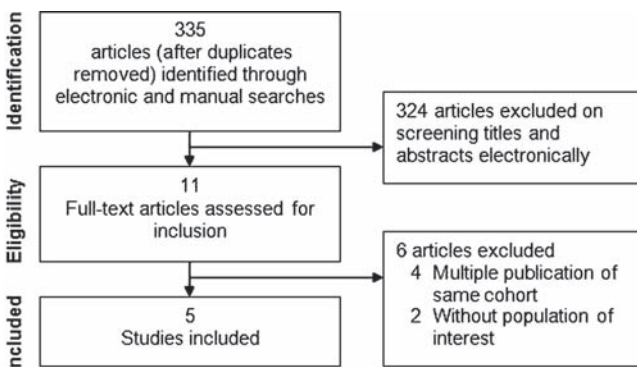 Identification
335
articles (after duplicates
removed) identified through
electronic and manual searches
324 articles excluded on
screening titles and
abstracts electronically
Eligibility
11
Full-text articles assessed for
inclusion
6 articles excluded
4 Multiple publication of
same cohort
2 Without population of
interest
ncluded
5
Studies included